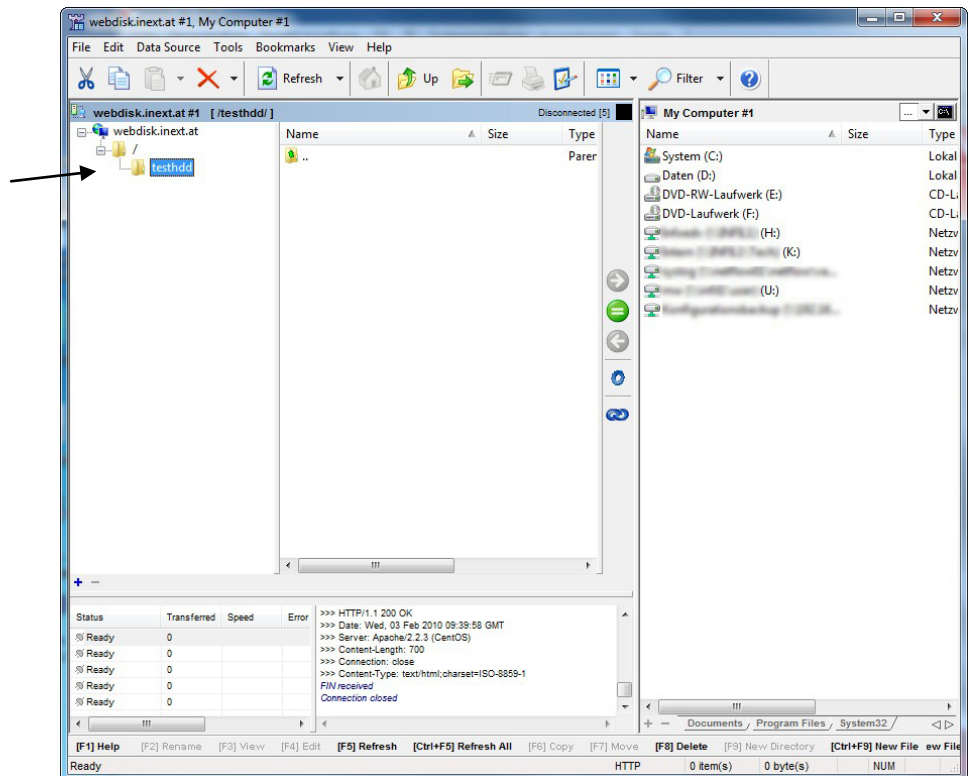 webdisk.inext.at #1, My Computer #1
File Edit Data Source Tools Bookmarks View Help
Refresh Up Filter
webdisk.inext.at #1 [ /testhdd/ ] Disconnected [5]
webdisk.inext.at
/
testhdd
Name Size Type
.. Paren
My Computer #1 ...
Name Size Type
System (C:) Lokal
Daten (D:) Lokal
DVD-RW-Laufwerk (E:) CD-La
DVD-Laufwerk (F:) CD-La
(H:) Netzv
(K:) Netzv
Netzv
(U:) Netzv
Netzv
Status Transferred Speed Error
Ready 0
Ready 0
Ready 0
Ready 0
Ready 0
>>> HTTP/1.1 200 OK
>>> Date: Wed, 03 Feb 2010 09:39:58 GMT
>>> Server: Apache/2.2.3 (CentOS)
>>> Content-Length: 700
>>> Connection: close
>>> Content-Type: text/html;charset=ISO-8859-1
FIN received
Connection closed
Documents Program Files System32
[F1] Help [F2] Rename [F3] View [F4] Edit [F5] Refresh [Ctrl+F5] Refresh All [F6] Copy [F7] Move [F8] Delete [F9] New Directory [Ctrl+F9] New File ew File
Ready HTTP 0 item(s) 0 byte(s) NUM